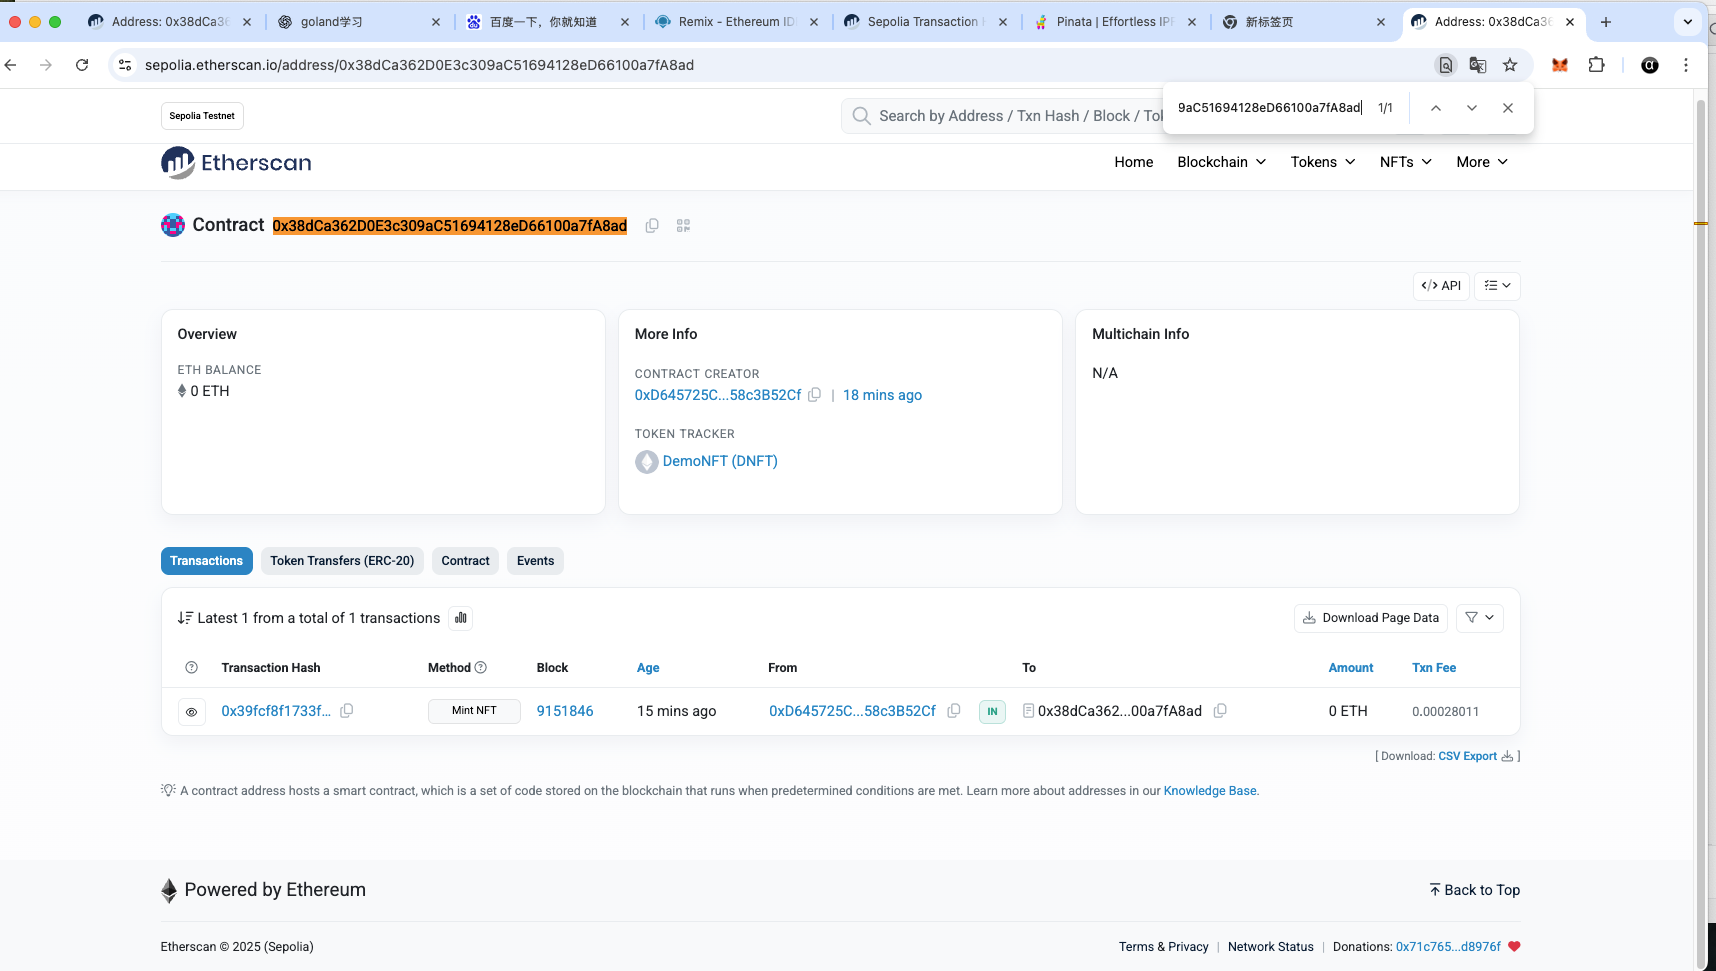 Address: 0x38dCa36
goland学习
百度一下，你就知道
Remix - Ethereum ID
Sepolia Transaction H
Pinata | Effortless IPF
新标签页
Address: 0x38dCa36
sepolia.etherscan.io/address/0x38dCa362D0E3c309aC51694128eD66100a7fA8ad
9aC51694128eD66100a7fA8ad 1/1
Sepolia Testnet
Search by Address / Txn Hash / Block / Tok
Etherscan
Home Blockchain Tokens NFTs More
Contract 0x38dCa362D0E3c309aC51694128eD66100a7fA8ad
API
Overview
ETH BALANCE
0 ETH
More Info
CONTRACT CREATOR
0xD645725C...58c3B52Cf | 18 mins ago
TOKEN TRACKER
DemoNFT (DNFT)
Multichain Info
N/A
Transactions Token Transfers (ERC-20) Contract Events
Latest 1 from a total of 1 transactions
Download Page Data
Transaction Hash Method Block Age From To Amount Txn Fee
0x39fcf8f1733f... Mint NFT 9151846 15 mins ago 0xD645725C...58c3B52Cf IN 0x38dCa362...00a7fA8ad 0 ETH 0.00028011
[ Download: CSV Export ]
A contract address hosts a smart contract, which is a set of code stored on the blockchain that runs when predetermined conditions are met. Learn more about addresses in our Knowledge Base.
Powered by Ethereum
Back to Top
Etherscan © 2025 (Sepolia)
Terms & Privacy | Network Status | Donations: 0x71c765...d8976f